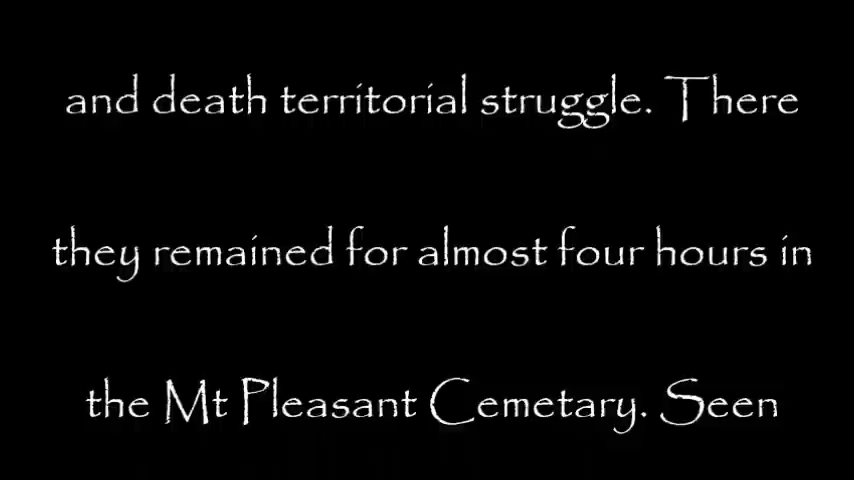 and death territorial struggle. There
they remained for almost four hours in
the Mt Pleasant Cemetary. Seen